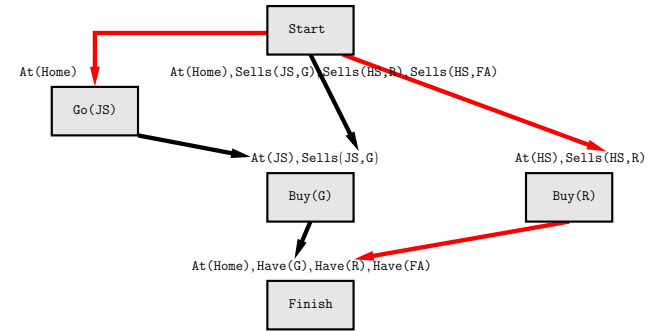 Start
At(Home)
At(Home),Sells(JS,G),Sells(HS,R),Sells(HS,FA)
Go(JS)
At(JS),Sells(JS,G)
At(HS),Sells(HS,R)
Buy(G)
Buy(R)
At(Home),Have(G),Have(R),Have(FA)
Finish